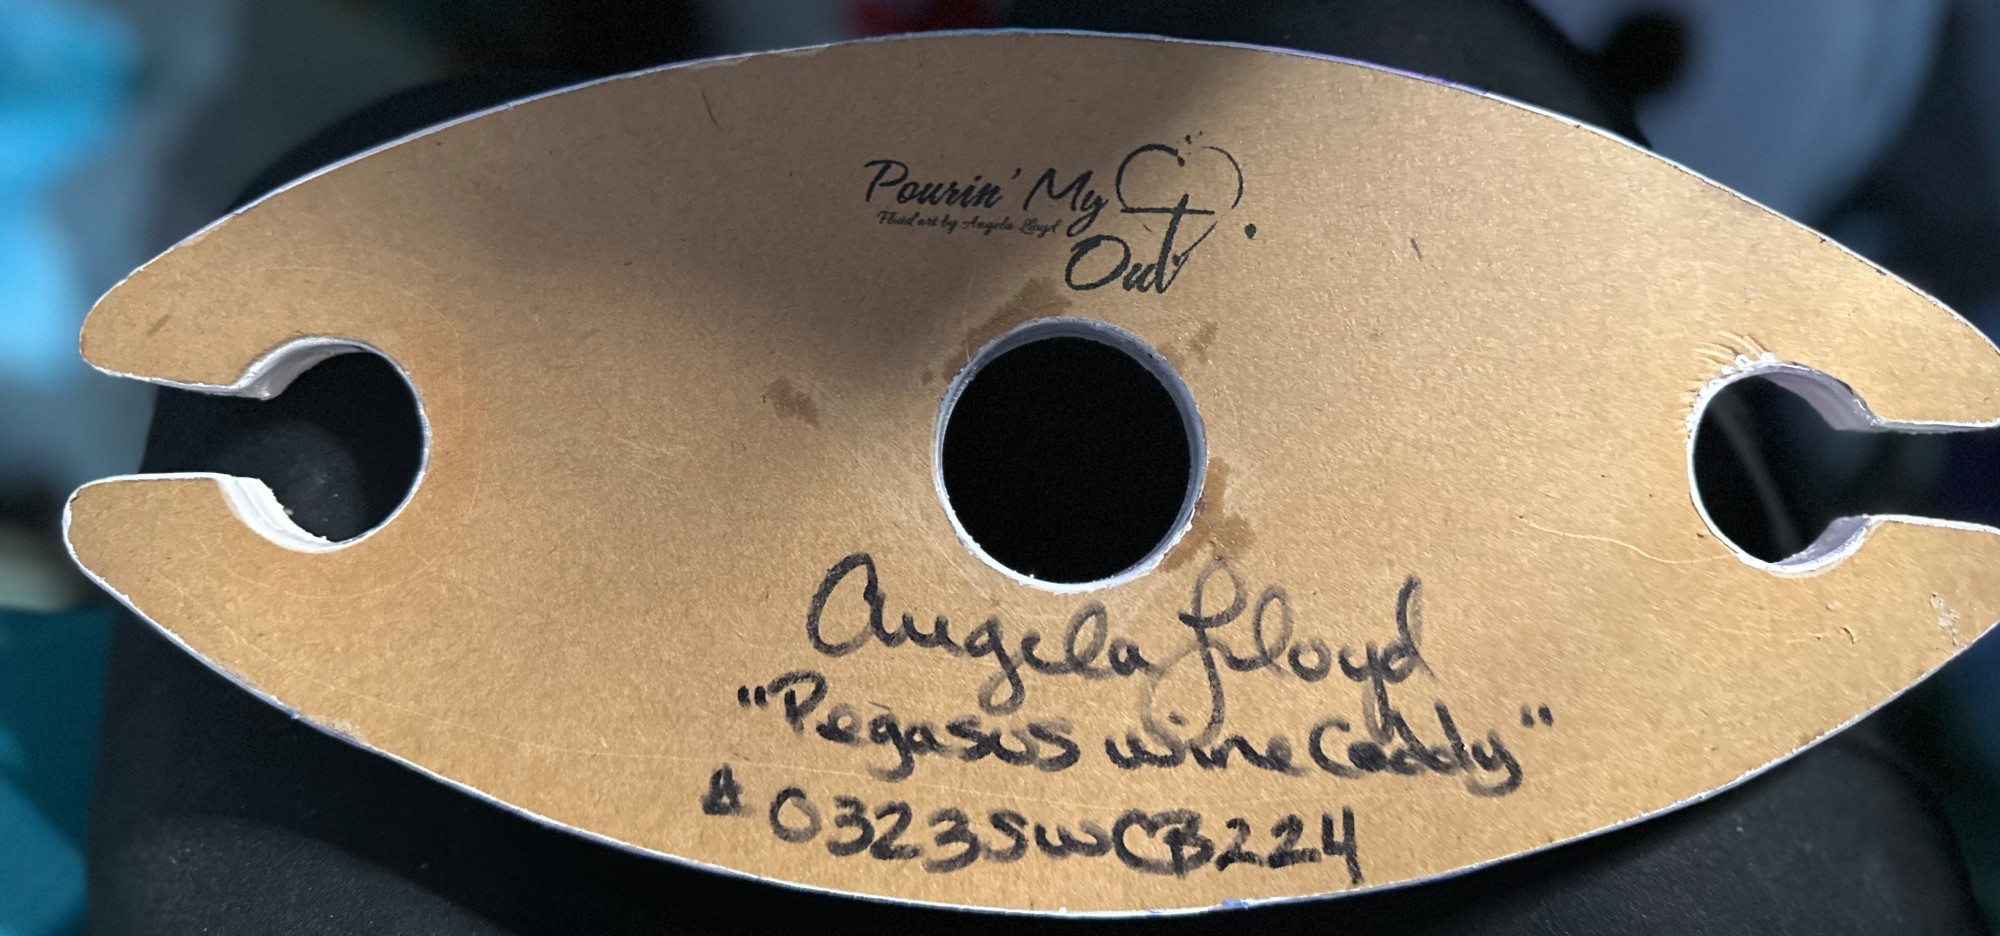 Pourin' My
Fluid art by Angela Lloyd
Out
Angela Lloyd
"Pegasus wine Caddy"
# 0323SWCB224